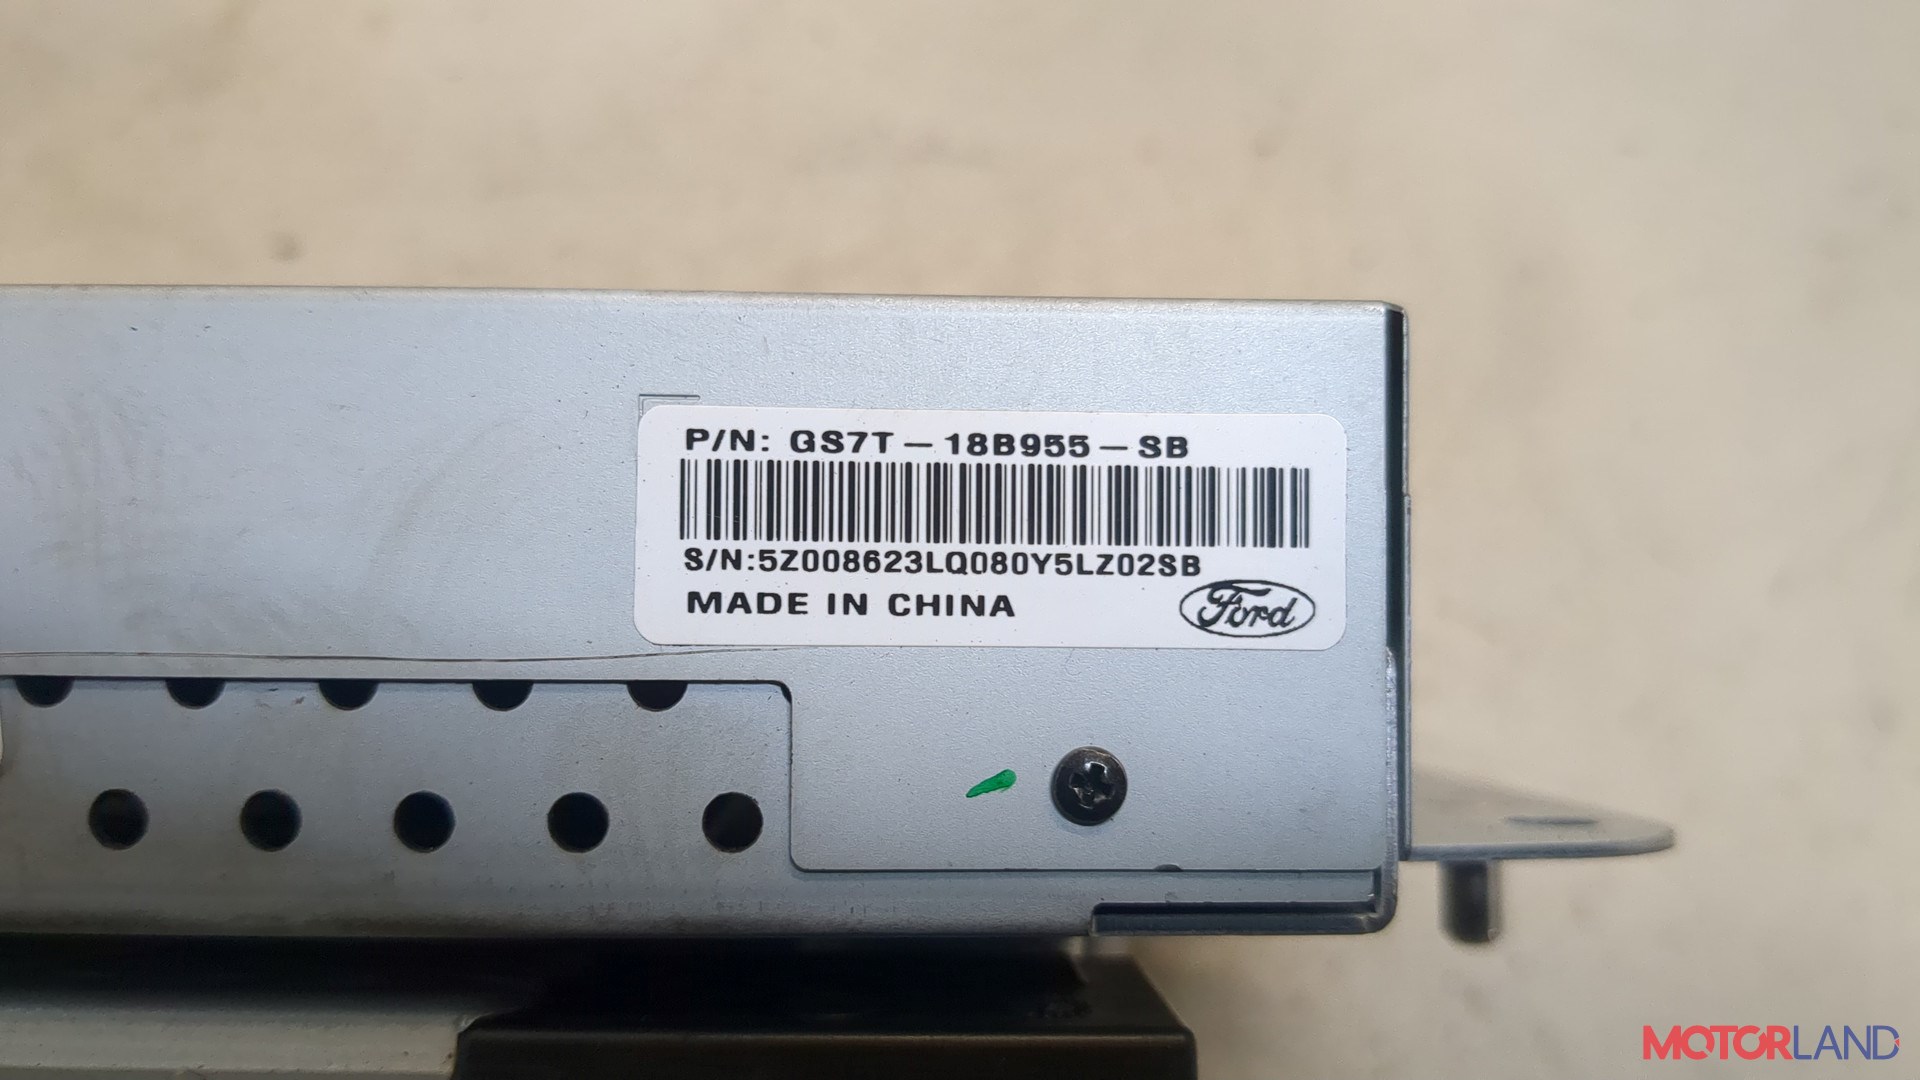 P/N: GS7T-18B955-SB
S/N:5Z008623LQ080Y5LZ02SB
MADE IN CHINA
Ford
MOTORLAND